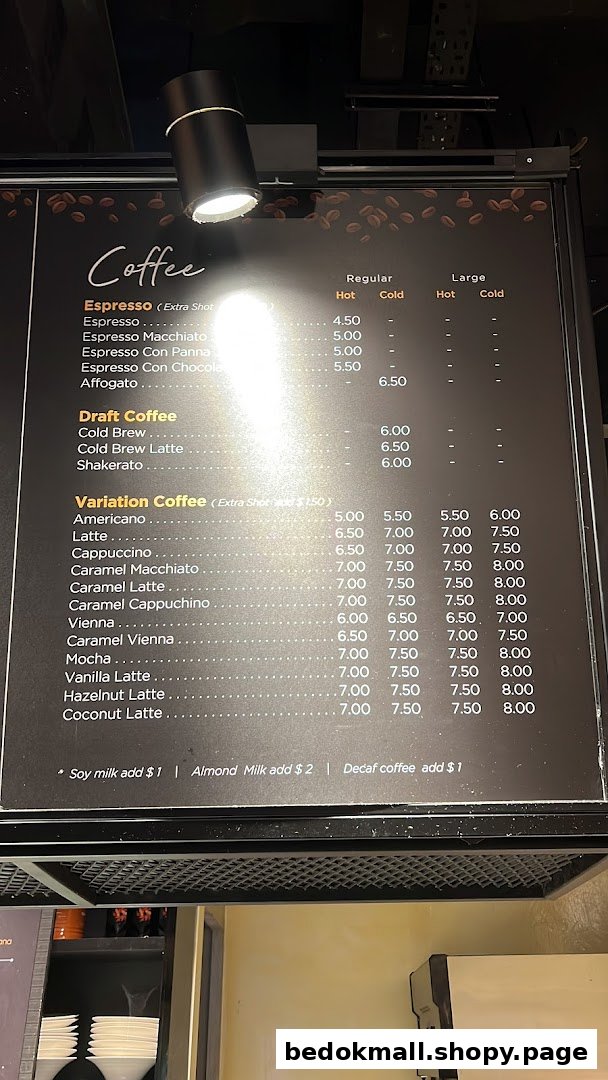 Coffee
Regular Large
Hot Cold Hot Cold
Espresso ( Extra Shot )
Espresso 4.50 - - -
Espresso Macchiato 5.00 - - -
Espresso Con Panna 5.00 - - -
Espresso Con 5.50 - - -
Affogato - 6.50 - -
Draft Coffee
Cold Brew - 6.00 - -
Cold Brew Latte - 6.50 - -
Shakerato - 6.00 - -
Variation Coffee ( Extra Shot add $ 1.50 )
Americano 5.00 5.50 5.50 6.00
Latte 6.50 7.00 7.00 7.50
Cappuccino 6.50 7.00 7.00 7.50
Caramel Macchiato 7.00 7.50 7.50 8.00
Caramel Latte 7.00 7.50 7.50 8.00
Caramel Cappuchino 7.00 7.50 7.50 8.00
Vienna 6.00 6.50 6.50 7.00
Caramel Vienna 6.50 7.00 7.00 7.50
Mocha 7.00 7.50 7.50 8.00
Vanilla Latte 7.00 7.50 7.50 8.00
Hazelnut Latte 7.00 7.50 7.50 8.00
Coconut Latte 7.00 7.50 7.50 8.00
* Soy milk add $ 1 | Almond Milk add $ 2 | Decaf coffee add $ 1
bedokmall.shopy.page